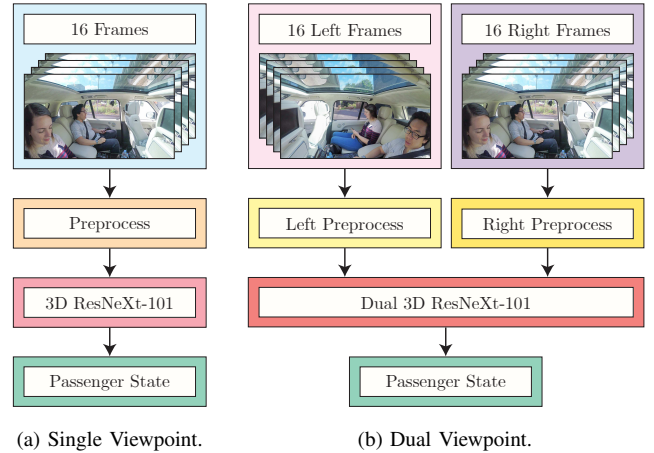 16 Frames
Preprocess
3D ResNeXt-101
Passenger State
(a) Single Viewpoint.
16 Left Frames
16 Right Frames
Left Preprocess
Right Preprocess
Dual 3D ResNeXt-101
Passenger State
(b) Dual Viewpoint.